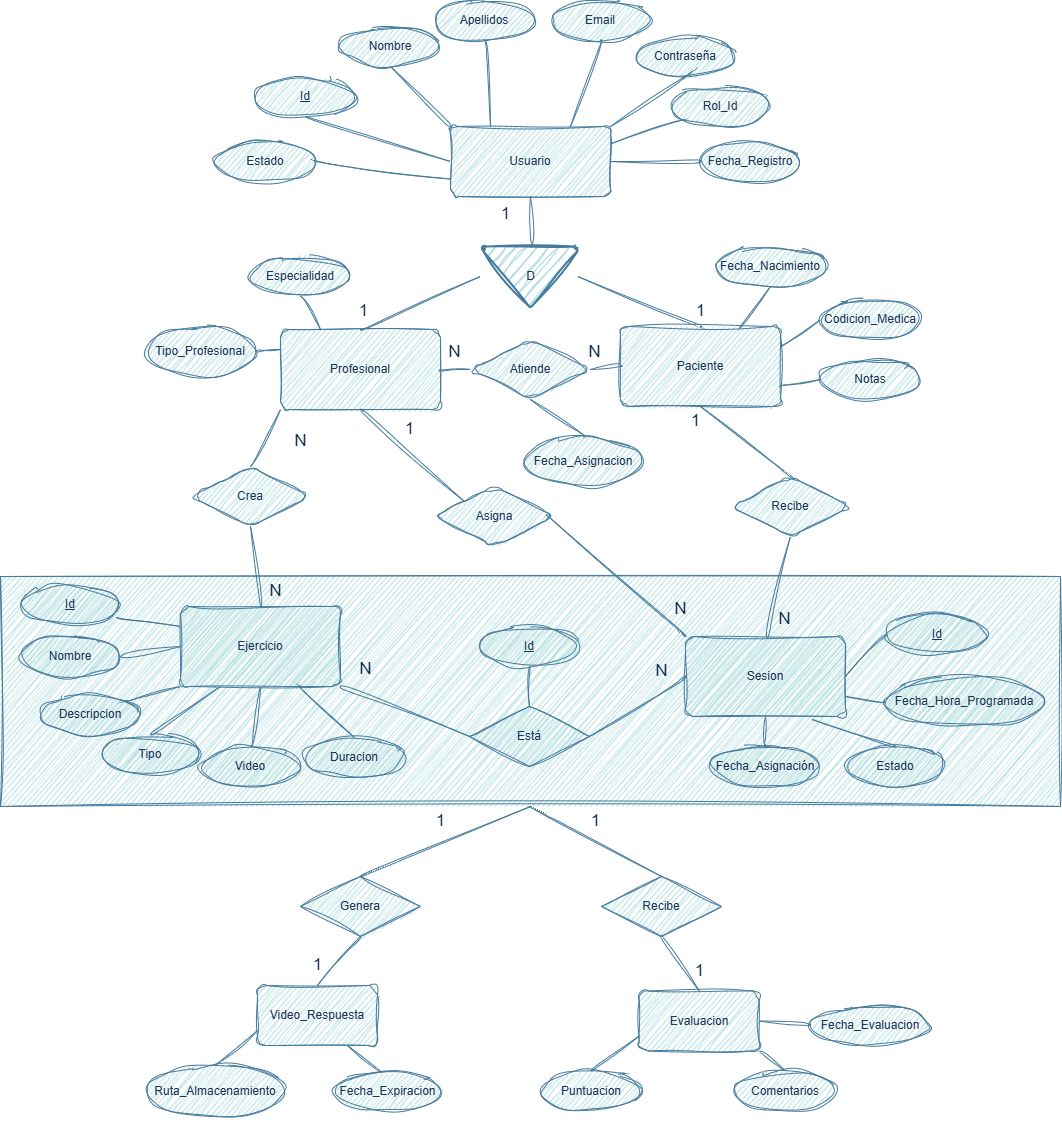 Apellidos
Email
Nombre
Contraseña
Id
Rol_Id
Estado
Usuario
Fecha_Registro
1
D
Especialidad
Fecha_Nacimiento
1
1
Codicion_Medica
Tipo_Profesional
Profesional
N
Atiende
N
Paciente
Notas
1
1
N
Fecha_Asignacion
Crea
Asigna
Recibe
N
Id
N
N
Nombre
Ejercicio
Id
Id
N
N
Sesion
Descripcion
Fecha_Hora_Programada
Está
Tipo
Video
Duracion
Fecha_Asignación
Estado
1
1
Genera
Recibe
1
1
Video_Respuesta
Evaluacion
Fecha_Evaluacion
Ruta_Almacenamiento
Fecha_Expiracion
Puntuacion
Comentarios